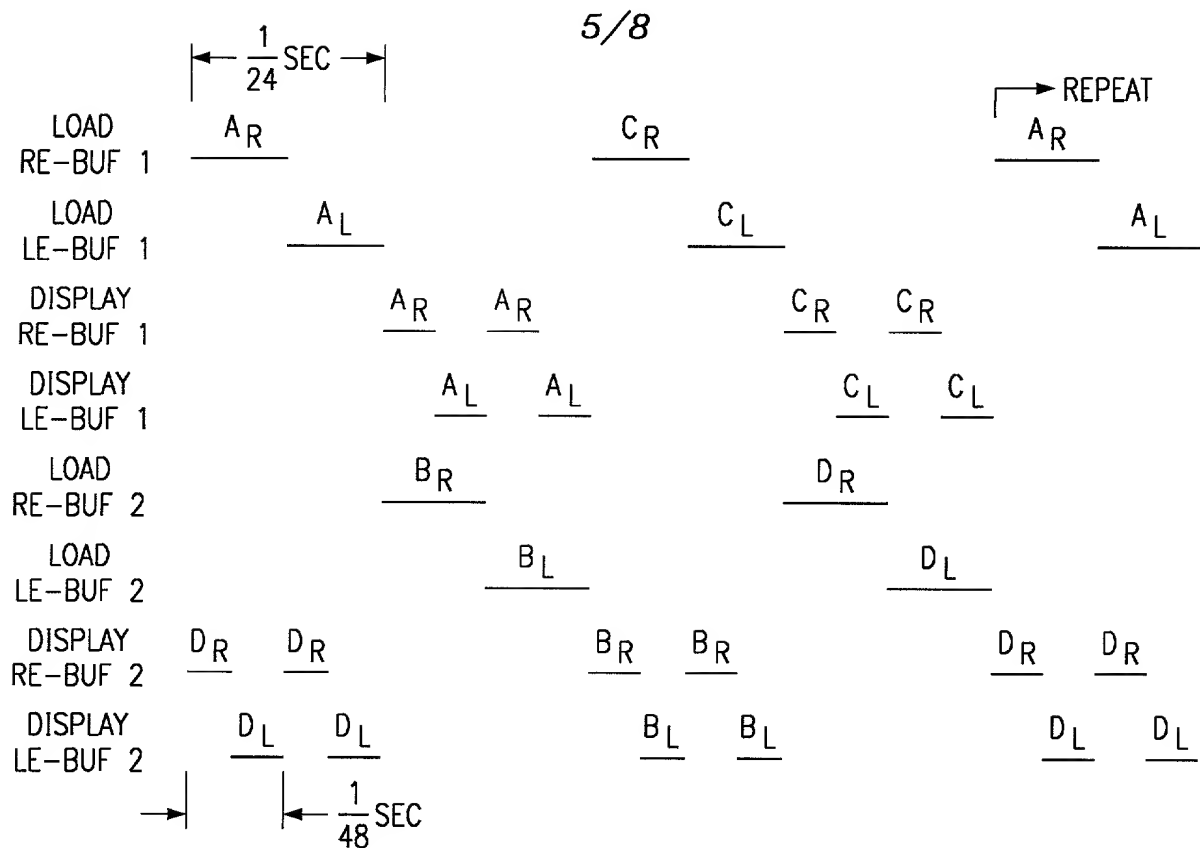 5/8
1/24 SEC
REPEAT
LOAD RE-BUF 1
A_R C_R A_R
LOAD LE-BUF 1
A_L C_L A_L
DISPLAY RE-BUF 1
A_R A_R C_R C_R
DISPLAY LE-BUF 1
A_L A_L C_L C_L
LOAD RE-BUF 2
B_R D_R
LOAD LE-BUF 2
B_L D_L
DISPLAY RE-BUF 2
D_R D_R B_R B_R D_R D_R
DISPLAY LE-BUF 2
D_L D_L B_L B_L D_L D_L
1/48 SEC